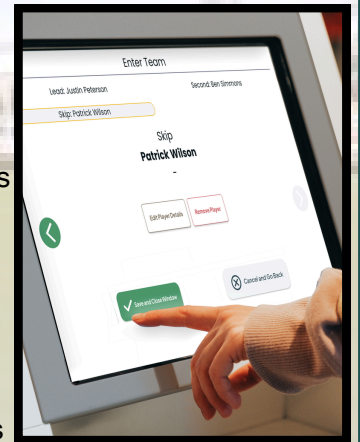 Enter Team
Lead: Justin Peterson
Second: Ben Simmons
Skip: Patrick Wilson
Skip
Patrick Wilson
-
Edit Player Details
Remove Player
Save and Close Window
Cancel and Go Back
s
s